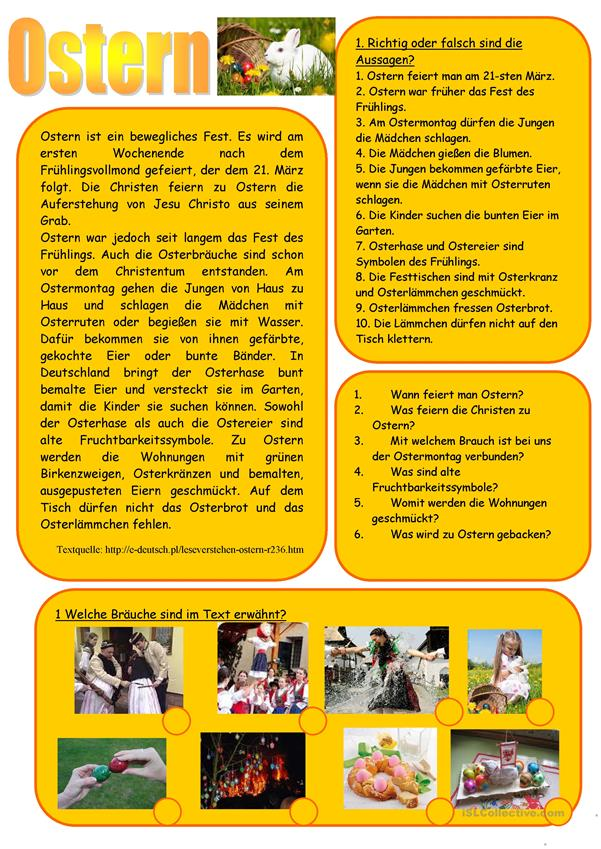 Ostern
Ostern ist ein bewegliches Fest. Es wird am
ersten Wochenende nach dem
Frühlingsvollmond gefeiert, der dem 21. März
folgt. Die Christen feiern zu Ostern die
Auferstehung von Jesu Christo aus seinem
Grab.
Ostern war jedoch seit langem das Fest des
Frühlings. Auch die Osterbräuche sind schon
vor dem Christentum entstanden. Am
Ostermontag gehen die Jungen von Haus zu
Haus und schlagen die Mädchen mit
Osterruten oder begießen sie mit Wasser.
Dafür bekommen sie von ihnen gefärbte,
gekochte Eier oder bunte Bänder. In
Deutschland bringt der Osterhase bunt
bemalte Eier und versteckt sie im Garten,
damit die Kinder sie suchen können. Sowohl
der Osterhase als auch die Ostereier sind
alte Fruchtbarkeitssymbole. Zu Ostern
werden die Wohnungen mit grünen
Birkenzweigen, Osterkränzen und bemalten,
ausgepusteten Eiern geschmückt. Auf dem
Tisch dürfen nicht das Osterbrot und das
Osterlämmchen fehlen.
Textquelle: http://e-deutsch.pl/leseverstehen-ostern-r236.htm
1. Richtig oder falsch sind die
Aussagen?
1. Ostern feiert man am 21-sten März.
2. Ostern war früher das Fest des
Frühlings.
3. Am Ostermontag dürfen die Jungen
die Mädchen schlagen.
4. Die Mädchen gießen die Blumen.
5. Die Jungen bekommen gefärbte Eier,
wenn sie die Mädchen mit Osterruten
schlagen.
6. Die Kinder suchen die bunten Eier im
Garten.
7. Osterhase und Ostereier sind
Symbolen des Frühlings.
8. Die Festtischen sind mit Osterkranz
und Osterlämmchen geschmückt.
9. Osterlämmchen fressen Osterbrot.
10. Die Lämmchen dürfen nicht auf den
Tisch klettern.
1. Wann feiert man Ostern?
2. Was feiern die Christen zu
Ostern?
3. Mit welchem Brauch ist bei uns
der Ostermontag verbunden?
4. Was sind alte
Fruchtbarkeitssymbole?
5. Womit werden die Wohnungen
geschmückt?
6. Was wird zu Ostern gebacken?
1 Welche Bräuche sind im Text erwähnt?
iSLCollective.com